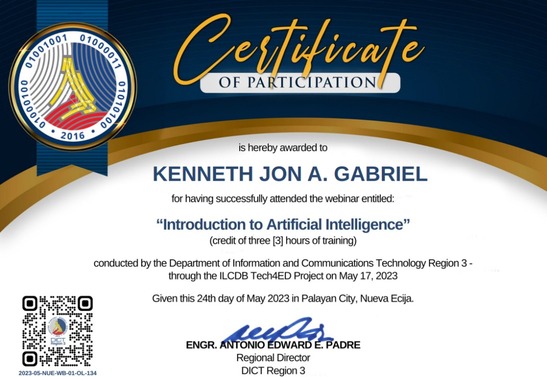 Certificate
OF PARTICIPATION
01001001 01000011
01000100 01010100
• 2016 •
is hereby awarded to
KENNETH JON A. GABRIEL
for having successfully attended the webinar entitled:
“Introduction to Artificial Intelligence”
(credit of three [3] hours of training)
conducted by the Department of Information and Communications Technology Region 3 -
through the ILCDB Tech4ED Project on May 17, 2023
Given this 24th day of May 2023 in Palayan City, Nueva Ecija.
ENGR. ANTONIO EDWARD E. PADRE
Regional Director
DICT Region 3
DICT
2023-05-NUE-WB-01-OL-134